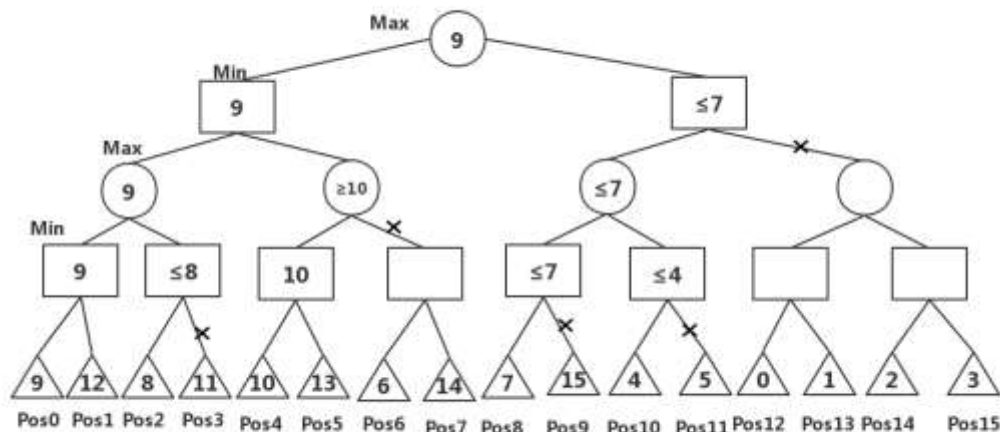 Max
9
Min
9
≤7
Max
9
≥10
≤7
Min
9
≤8
10
≤7
≤4
9 12 8 11 10 13 6 14 7 15 4 5 0 1 2 3
Pos0 Pos1 Pos2 Pos3 Pos4 Pos5 Pos6 Pos7 Pos8 Pos9 Pos10 Pos11 Pos12 Pos13 Pos14 Pos15